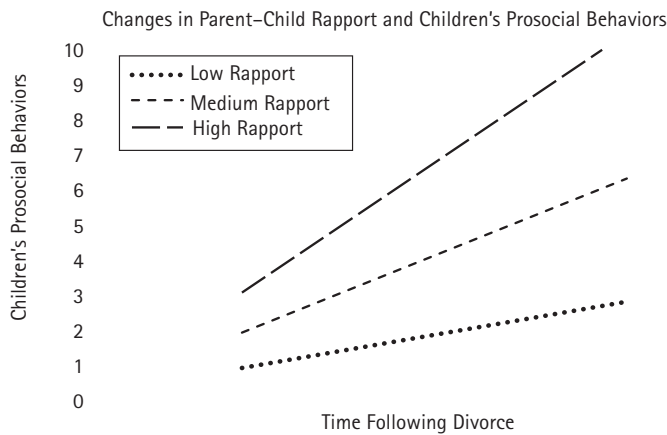 Changes in Parent–Child Rapport and Children's Prosocial Behaviors
Children's Prosocial Behaviors
10
9
8
7
6
5
4
3
2
1
0
Low Rapport
Medium Rapport
High Rapport
Time Following Divorce